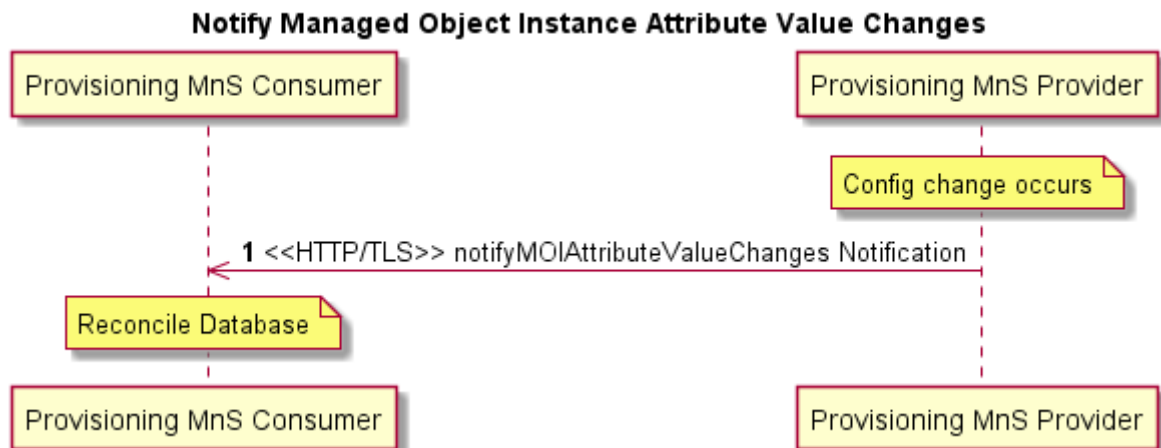 Notify Managed Object Instance Attribute Value Changes
Provisioning MnS Consumer
Provisioning MnS Provider
Config change occurs
1 <<HTTP/TLS>> notifyMOIAttributeValueChanges Notification
Reconcile Database
Provisioning MnS Consumer
Provisioning MnS Provider